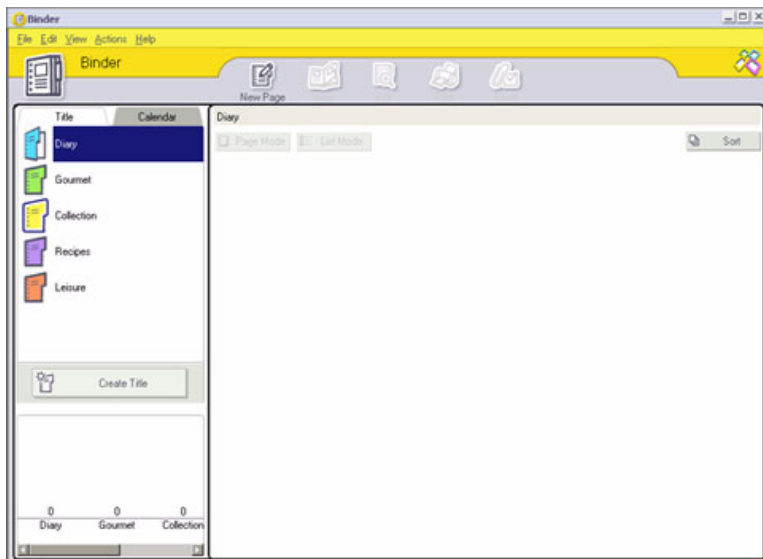 Binder
File Edit View Actions Help
Binder
New Page
Title Calendar
Diary
Page Mode List Mode Sort
Diary
Gourmet
Collection
Recipes
Leisure
Create Title
0 0 0
Diary Gourmet Collection